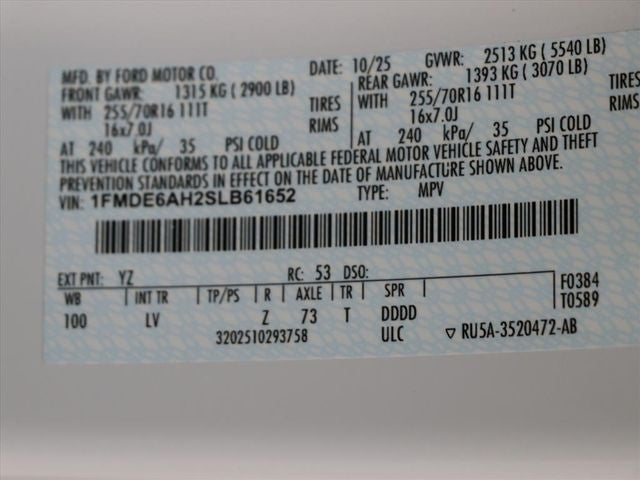 MFD. BY FORD MOTOR CO.
DATE: 10/25 GVWR: 2513 KG ( 5540 LB)
FRONT GAWR: 1315 KG ( 2900 LB)
REAR GAWR: 1393 KG ( 3070 LB)
WITH 255/70R16 111T TIRES
WITH 255/70R16 111T TIRES
16x7.0J RIMS
16x7.0J RIMS
AT 240 kPa/ 35 PSI COLD
AT 240 kPa/ 35 PSI COLD
THIS VEHICLE CONFORMS TO ALL APPLICABLE FEDERAL MOTOR VEHICLE SAFETY AND THEFT
PREVENTION STANDARDS IN EFFECT ON THE DATE OF MANUFACTURE SHOWN ABOVE.
VIN: 1FMDE6AH2SLB61652 TYPE: MPV
EXT PNT: YZ RC: 53 DSO: F0384
WB INT TR TP/PS R AXLE TR SPR T0589
100 LV Z 73 T DDDD
3202510293758 ULC ▽ RU5A-3520472-AB